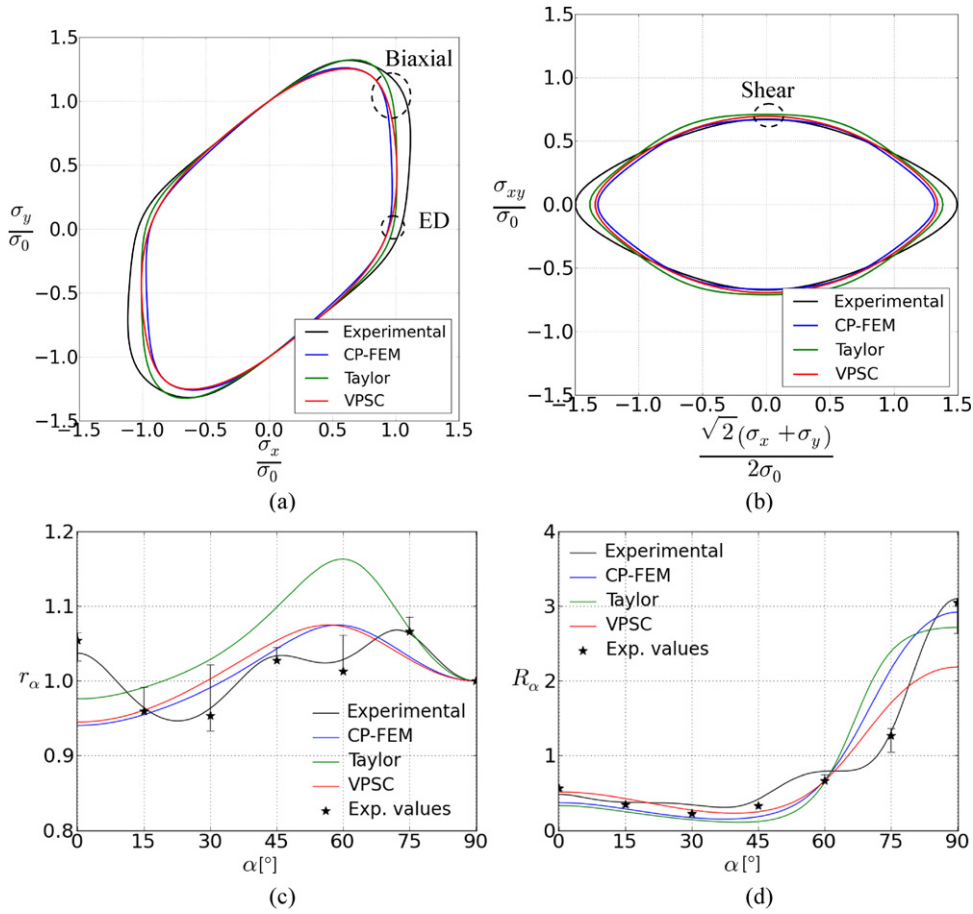 1.5
1.0
0.5
0.0
−0.5
−1.0
−1.5
σy/σ0
Biaxial
ED
Experimental
CP-FEM
Taylor
VPSC
−1.5 −1.0 −0.5 0.0 0.5 1.0 1.5
σx/σ0
(a)
1.5
1.0
0.5
0.0
−0.5
−1.0
−1.5
σxy/σ0
Shear
Experimental
CP-FEM
Taylor
VPSC
−1.5 −1.0 −0.5 0.0 0.5 1.0 1.5
√2(σx + σy)
2σ0
(b)
1.2
1.1
1.0
0.9
0.8
rα
Experimental
CP-FEM
Taylor
VPSC
Exp. values
0 15 30 45 60 75 90
α[°]
(c)
4
3
2
1
0
Rα
Experimental
CP-FEM
Taylor
VPSC
Exp. values
0 15 30 45 60 75 90
α[°]
(d)